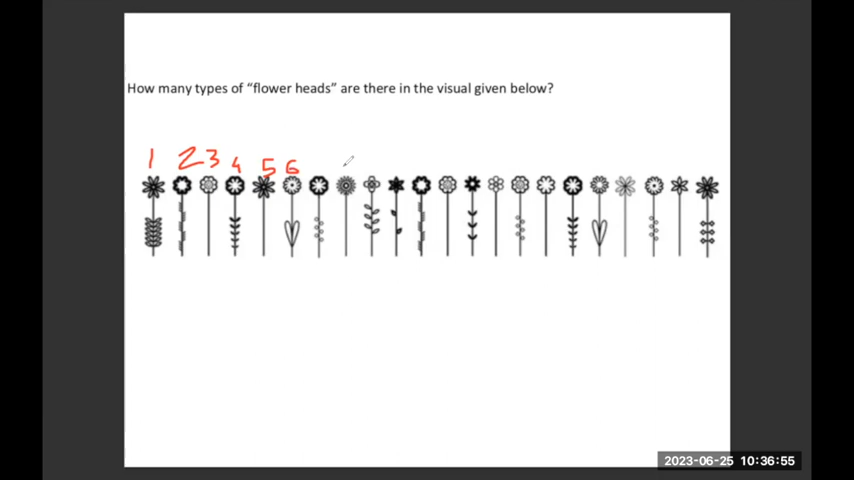 How many types of “flower heads” are there in the visual given below?
1 2 3 4 5 6
2023-06-25 10:36:55